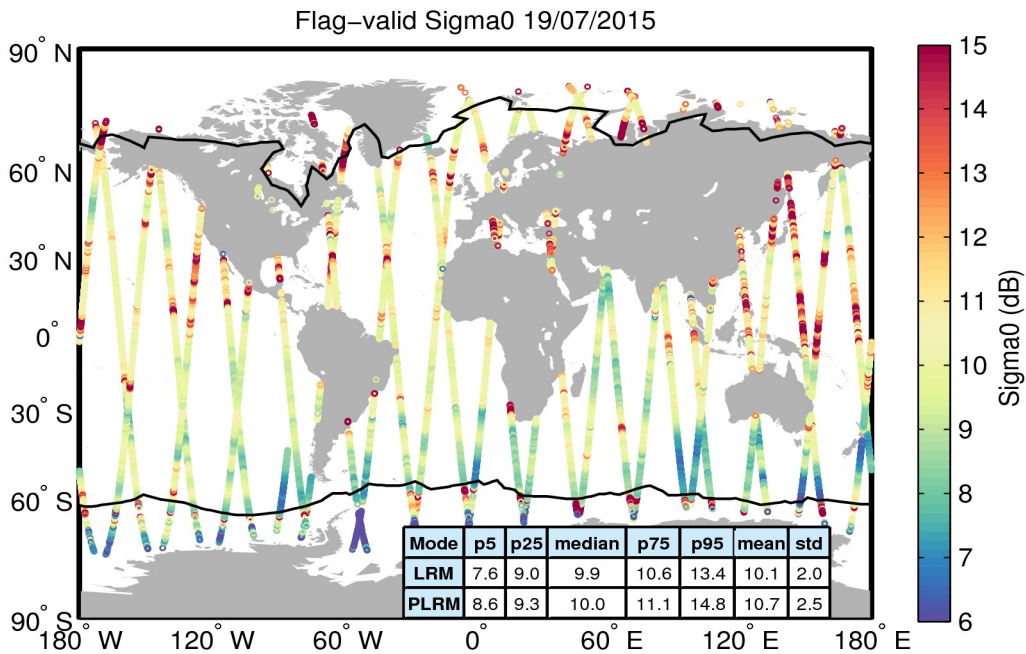 Flag−valid Sigma0 19/07/2015
90° N
60° N
30° N
0°
30° S
60° S
90° S
180° W
120° W
60° W
0°
60° E
120° E
180° E
Mode p5 p25 median p75 p95 mean std
LRM 7.6 9.0 9.9 10.6 13.4 10.1 2.0
PLRM 8.6 9.3 10.0 11.1 14.8 10.7 2.5
15
14
13
12
11
10
9
8
7
6
Sigma0 (dB)